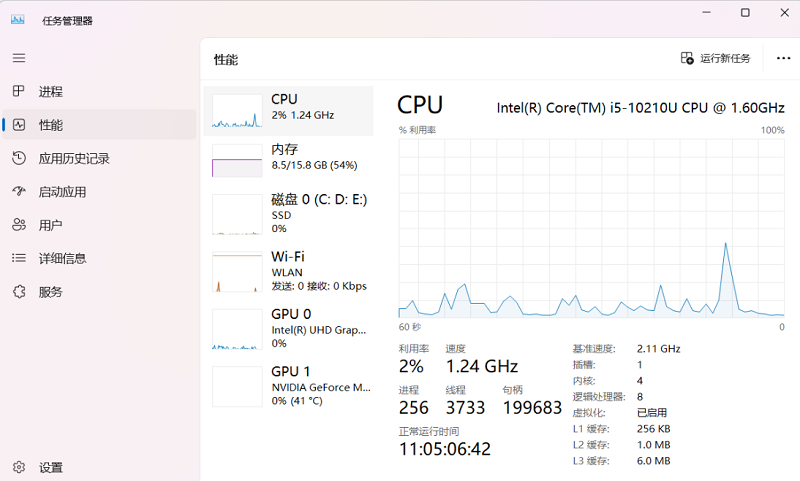 任务管理器
性能
运行新任务
进程
性能
应用历史记录
启动应用
用户
详细信息
服务
设置
CPU
2% 1.24 GHz
内存
8.5/15.8 GB (54%)
磁盘 0 (C: D: E:)
SSD
0%
Wi-Fi
WLAN
发送: 0 接收: 0 Kbps
GPU 0
Intel(R) UHD Grap...
0%
GPU 1
NVIDIA GeForce M...
0% (41 °C)
CPU
Intel(R) Core(TM) i5-10210U CPU @ 1.60GHz
% 利用率 100%
60 秒 0
利用率 速度
2% 1.24 GHz
进程 线程 句柄
256 3733 199683
正常运行时间
11:05:06:42
基准速度: 2.11 GHz
插槽: 1
内核: 4
逻辑处理器: 8
虚拟化: 已启用
L1 缓存: 256 KB
L2 缓存: 1.0 MB
L3 缓存: 6.0 MB